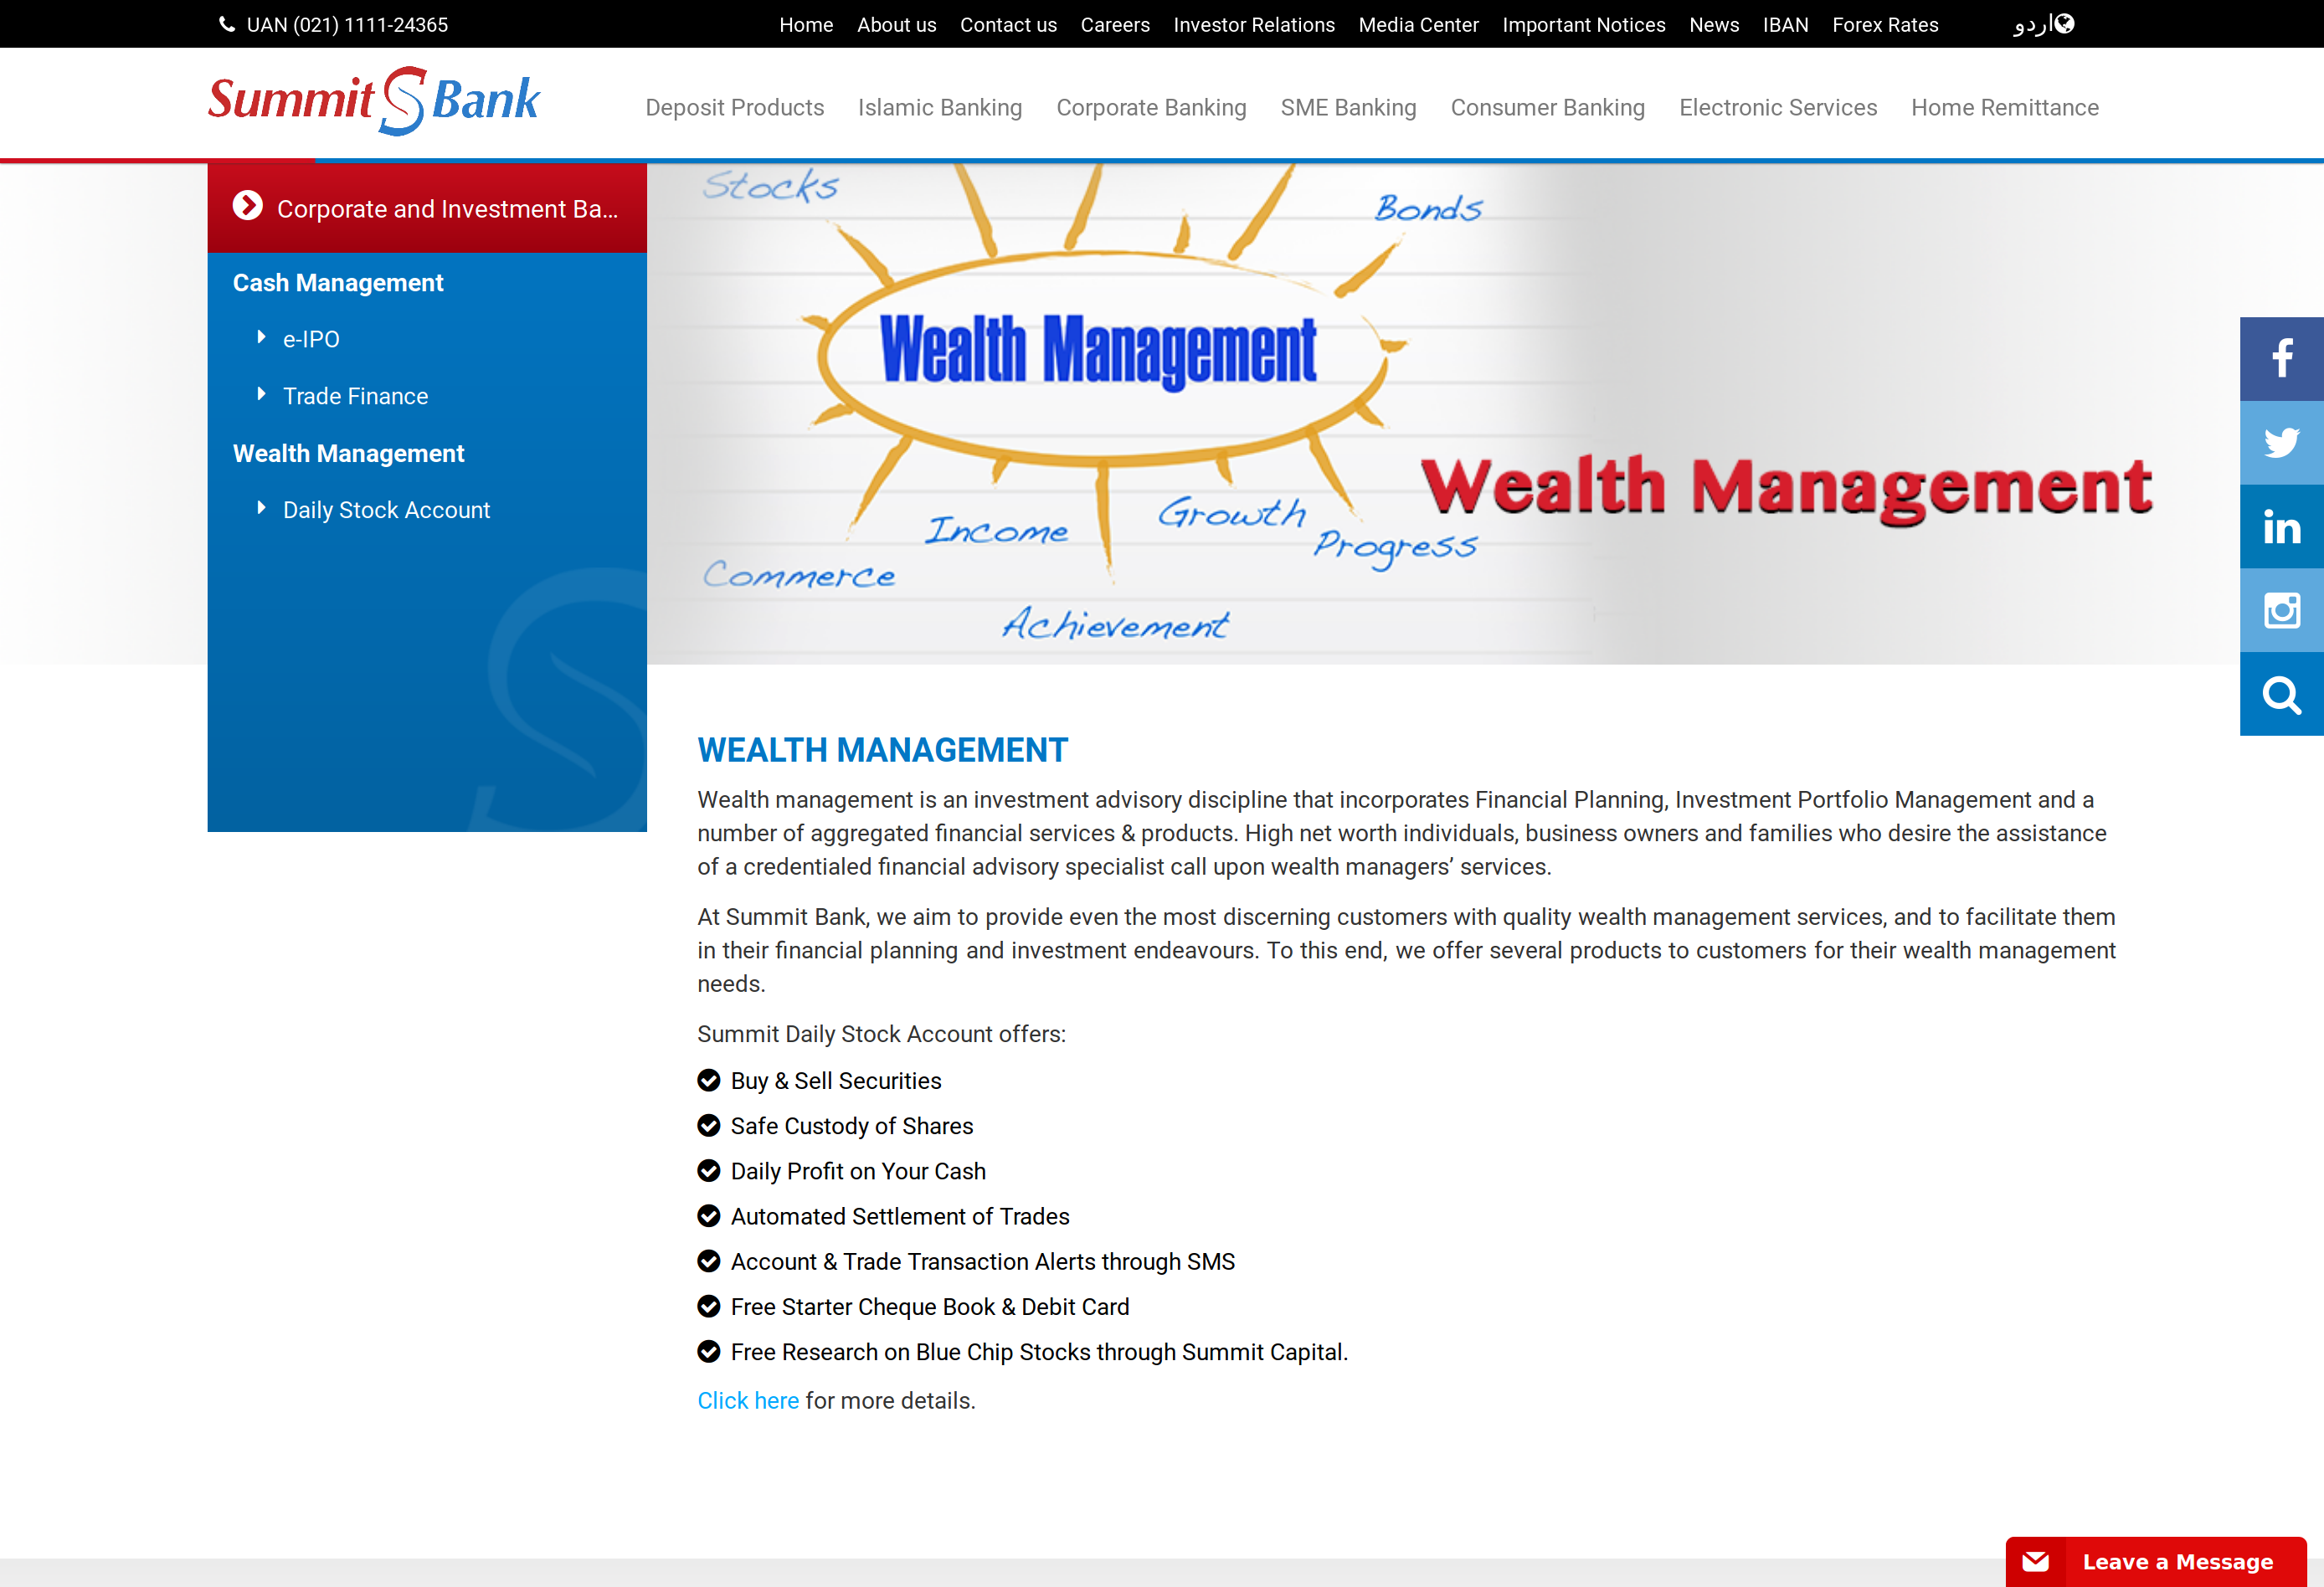 UAN (021) 1111-24365
Home About us Contact us Careers Investor Relations Media Center Important Notices News IBAN Forex Rates اردو
Summit S Bank
Deposit Products Islamic Banking Corporate Banking SME Banking Consumer Banking Electronic Services Home Remittance
Corporate and Investment Ba...
Cash Management
e-IPO
Trade Finance
Wealth Management
Daily Stock Account
Stocks
Bonds
Wealth Management
Wealth Management
Income
Growth
Progress
Commerce
Achievement
WEALTH MANAGEMENT
Wealth management is an investment advisory discipline that incorporates Financial Planning, Investment Portfolio Management and a
number of aggregated financial services & products. High net worth individuals, business owners and families who desire the assistance
of a credentialed financial advisory specialist call upon wealth managers’ services.
At Summit Bank, we aim to provide even the most discerning customers with quality wealth management services, and to facilitate them
in their financial planning and investment endeavours. To this end, we offer several products to customers for their wealth management
needs.
Summit Daily Stock Account offers:
Buy & Sell Securities
Safe Custody of Shares
Daily Profit on Your Cash
Automated Settlement of Trades
Account & Trade Transaction Alerts through SMS
Free Starter Cheque Book & Debit Card
Free Research on Blue Chip Stocks through Summit Capital.
Click here for more details.
Leave a Message